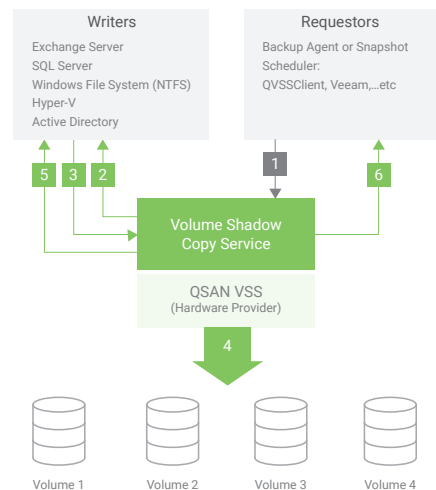 Writers
Exchange Server
SQL Server
Windows File System (NTFS)
Hyper-V
Active Directory
Requestors
Backup Agent or Snapshot
Scheduler:
QVSSClient, Veeam,...etc
5
3
2
1
6
Volume Shadow
Copy Service
QSAN VSS
(Hardware Provider)
4
Volume 1
Volume 2
Volume 3
Volume 4